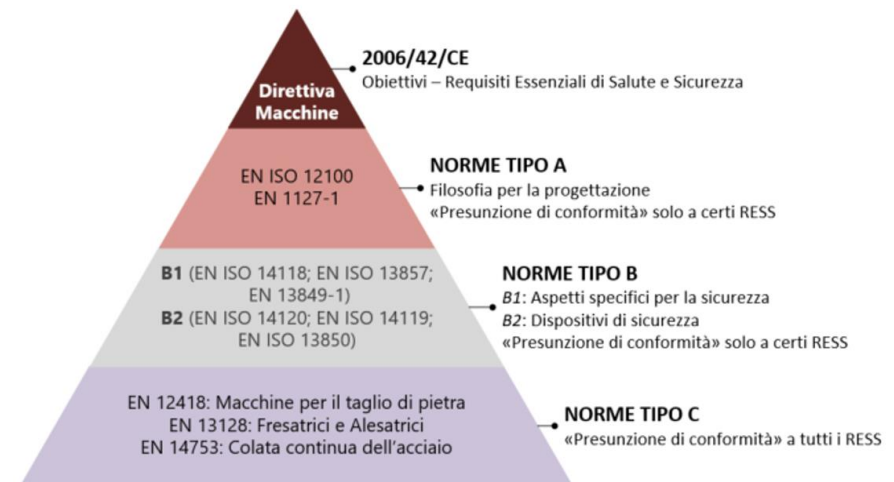 2006/42/CE
Obiettivi – Requisiti Essenziali di Salute e Sicurezza
Direttiva
Macchine
NORME TIPO A
Filosofia per la progettazione
«Presunzione di conformità» solo a certi RESS
EN ISO 12100
EN 1127-1
B1 (EN ISO 14118; EN ISO 13857;
EN 13849-1)
B2 (EN ISO 14120; EN ISO 14119;
EN ISO 13850)
NORME TIPO B
B1: Aspetti specifici per la sicurezza
B2: Dispositivi di sicurezza
«Presunzione di conformità» solo a certi RESS
EN 12418: Macchine per il taglio di pietra
EN 13128: Fresatrici e Alesatrici
EN 14753: Colata continua dell'acciaio
NORME TIPO C
«Presunzione di conformità» a tutti i RESS